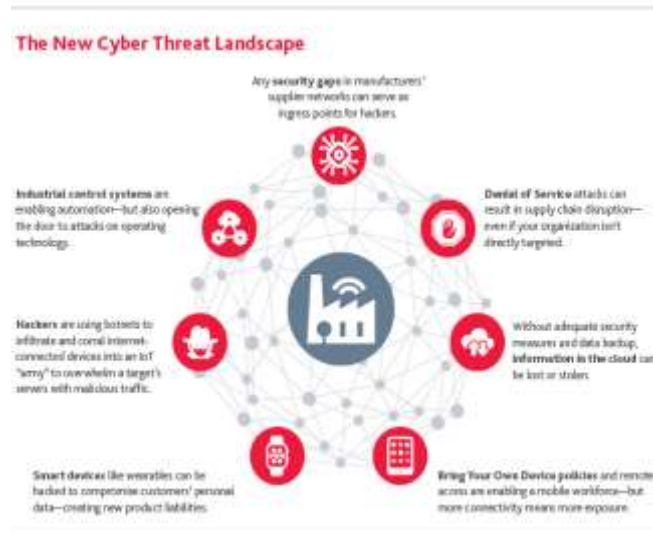 The New Cyber Threat Landscape
Any security gaps in manufacturers'
supplier networks can serve as
ingress points for hackers.
Industrial control systems are
enabling automation—but also opening
the door to attacks on operating
technology.
Denial of Service attacks can
result in supply chain disruption—
even if your organization isn't
directly targeted.
Hackers are using botnets to
infiltrate and corral internet-
connected devices into an IoT
"army" to overwhelm a target's
servers with malicious traffic.
Without adequate security
measures and data backup,
information in the cloud can
be lost or stolen.
Smart devices like wearables can be
hacked to compromise customers' personal
data—creating new product liabilities.
Bring Your Own Device policies and remote
access are enabling a mobile workforce—but
more connectivity means more exposure.